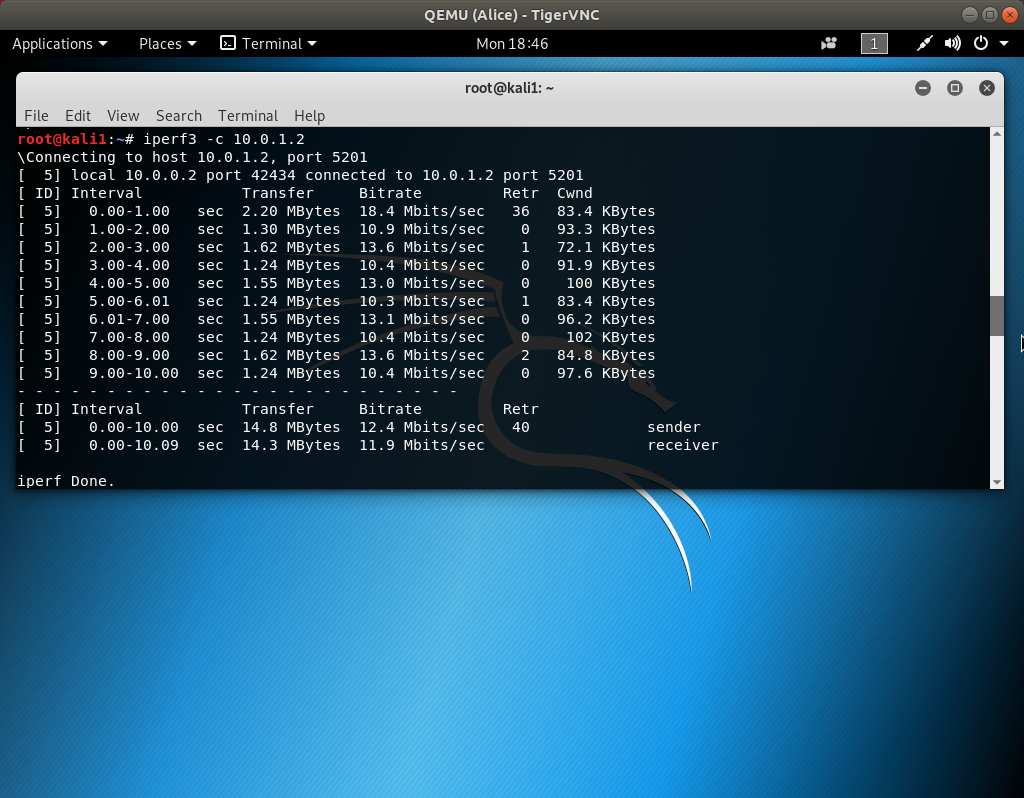 QEMU (Alice) - TigerVNC
Applications Places Terminal Mon 18:46 1
root@kali1: ~
File Edit View Search Terminal Help
root@kali1:~# iperf3 -c 10.0.1.2
\Connecting to host 10.0.1.2, port 5201
[  5] local 10.0.0.2 port 42434 connected to 10.0.1.2 port 5201
[ ID] Interval           Transfer     Bitrate         Retr  Cwnd
[  5]   0.00-1.00   sec  2.20 MBytes  18.4 Mbits/sec   36   83.4 KBytes
[  5]   1.00-2.00   sec  1.30 MBytes  10.9 Mbits/sec    0   93.3 KBytes
[  5]   2.00-3.00   sec  1.62 MBytes  13.6 Mbits/sec    1   72.1 KBytes
[  5]   3.00-4.00   sec  1.24 MBytes  10.4 Mbits/sec    0   91.9 KBytes
[  5]   4.00-5.00   sec  1.55 MBytes  13.0 Mbits/sec    0    100 KBytes
[  5]   5.00-6.01   sec  1.24 MBytes  10.3 Mbits/sec    1   83.4 KBytes
[  5]   6.01-7.00   sec  1.55 MBytes  13.1 Mbits/sec    0   96.2 KBytes
[  5]   7.00-8.00   sec  1.24 MBytes  10.4 Mbits/sec    0    102 KBytes
[  5]   8.00-9.00   sec  1.62 MBytes  13.6 Mbits/sec    2   84.8 KBytes
[  5]   9.00-10.00  sec  1.24 MBytes  10.4 Mbits/sec    0   97.6 KBytes
- - - - - - - - - - - - - - - - - - - - - - - - -
[ ID] Interval           Transfer     Bitrate         Retr
[  5]   0.00-10.00  sec  14.8 MBytes  12.4 Mbits/sec   40             sender
[  5]   0.00-10.09  sec  14.3 MBytes  11.9 Mbits/sec                  receiver
iperf Done.